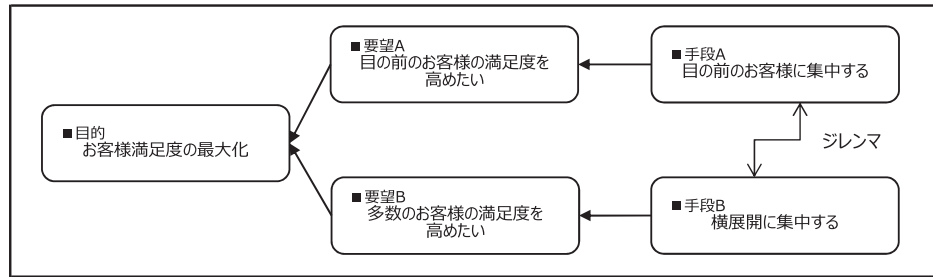 ■要望A
目の前のお客様の満足度を
高めたい
■手段A
目の前のお客様に集中する
■目的
お客様満足度の最大化
ジレンマ
■要望B
多数のお客様の満足度を
高めたい
■手段B
横展開に集中する